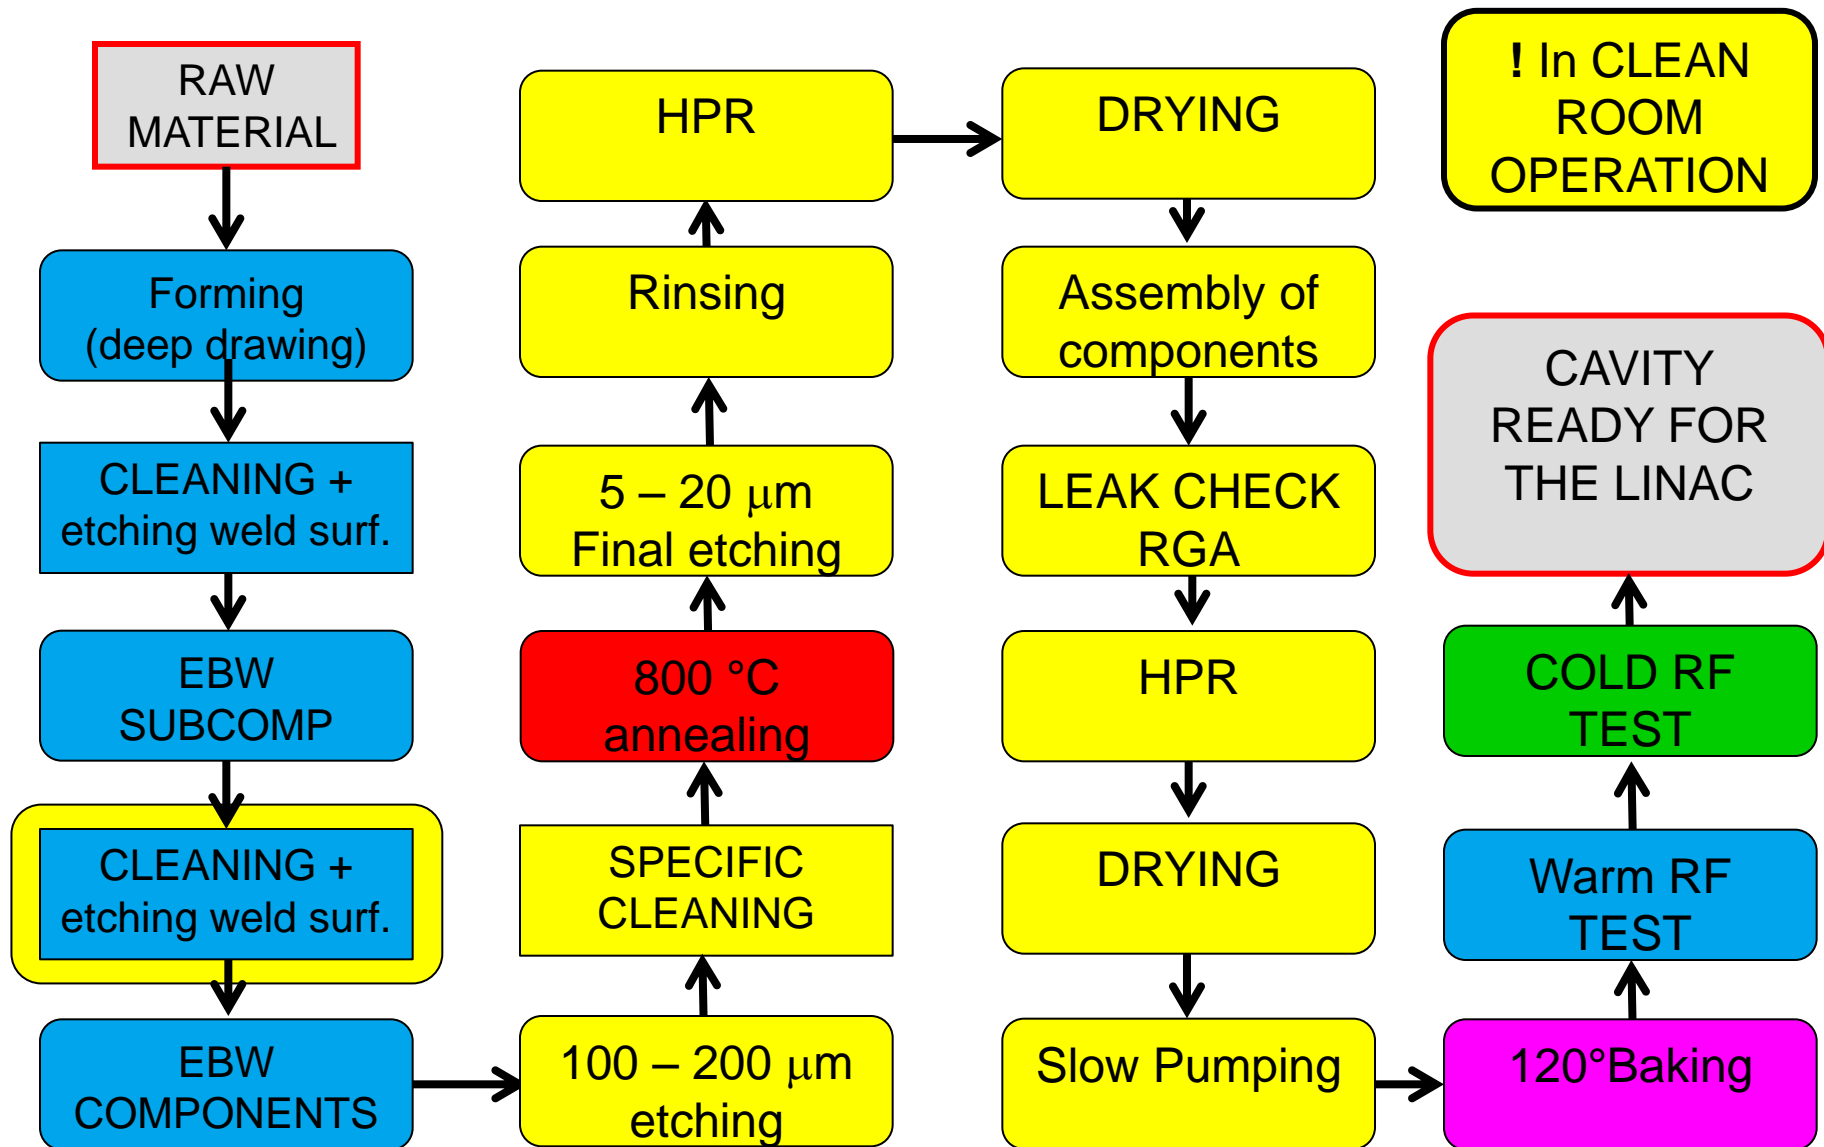 RAW
MATERIAL
Forming
(deep drawing)
CLEANING +
etching weld surf.
EBW
SUBCOMP
CLEANING +
etching weld surf.
EBW
COMPONENTS
100 – 200 μm
etching
SPECIFIC
CLEANING
800 °C
annealing
5 – 20 μm
Final etching
Rinsing
HPR
DRYING
Assembly of
components
LEAK CHECK
RGA
HPR
DRYING
Slow Pumping
120°Baking
Warm RF
TEST
COLD RF
TEST
CAVITY
READY FOR
THE LINAC
! In CLEAN
ROOM
OPERATION